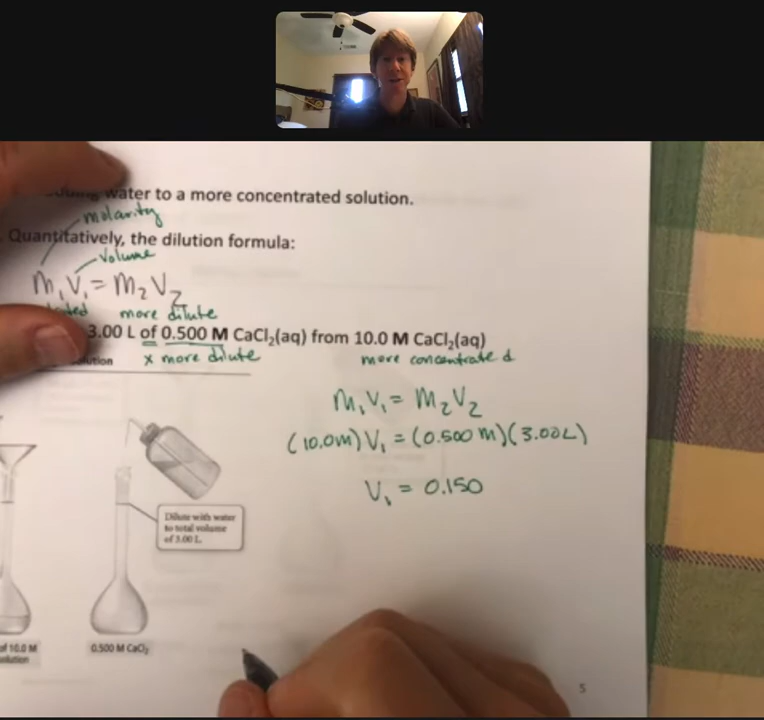 water to a more concentrated solution.
molarity
Quantitatively, the dilution formula:
volume
M₁V₁ = M₂V₂
more dilute
3.00 L of 0.500 M CaCl₂(aq) from 10.0 M CaCl₂(aq)
x more dilute
more concentrated
M₁V₁ = M₂V₂
(10.0M) V₁ = (0.500 M)(3.00L)
V₁ = 0.150
Dilute with water
to total volume
of 3.00 L
of 10.0 M
solution
0.500 M CaCl₂
5